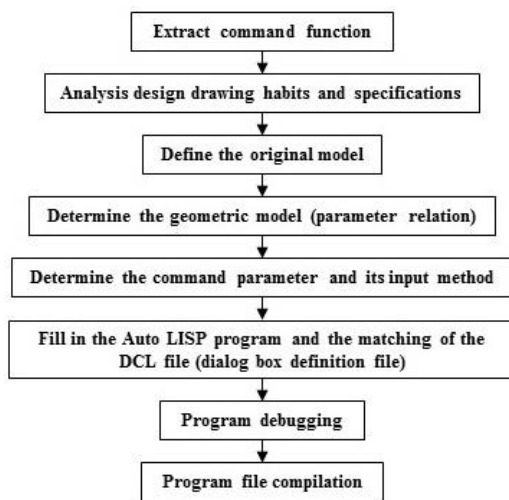 Extract command function
Analysis design drawing habits and specifications
Define the original model
Determine the geometric model (parameter relation)
Determine the command parameter and its input method
Fill in the Auto LISP program and the matching of the
DCL file (dialog box definition file)
Program debugging
Program file compilation